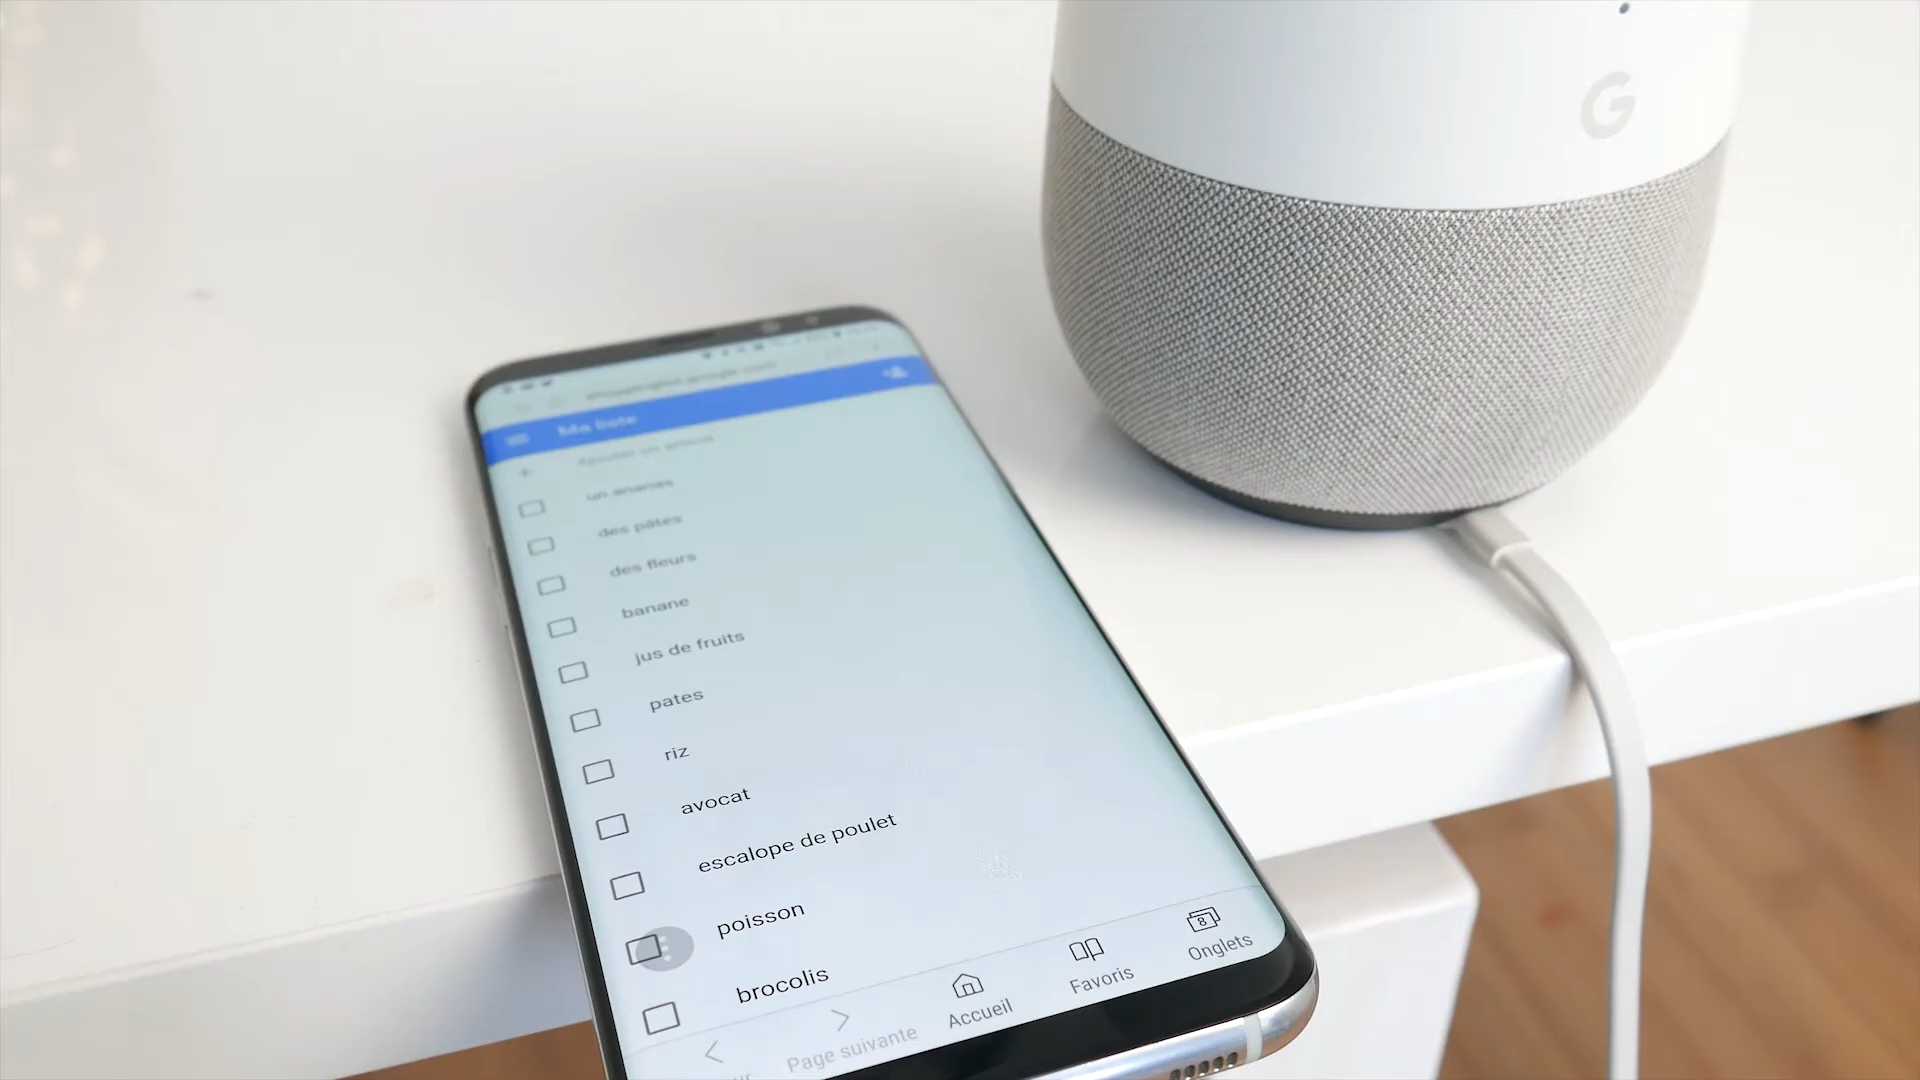 Ma liste
Ajouter un article
un ananas
des pâtes
des fleurs
banane
jus de fruits
pates
riz
avocat
escalope de poulet
poisson
brocolis
Page suivante
Accueil
Favoris
8
Onglets
G